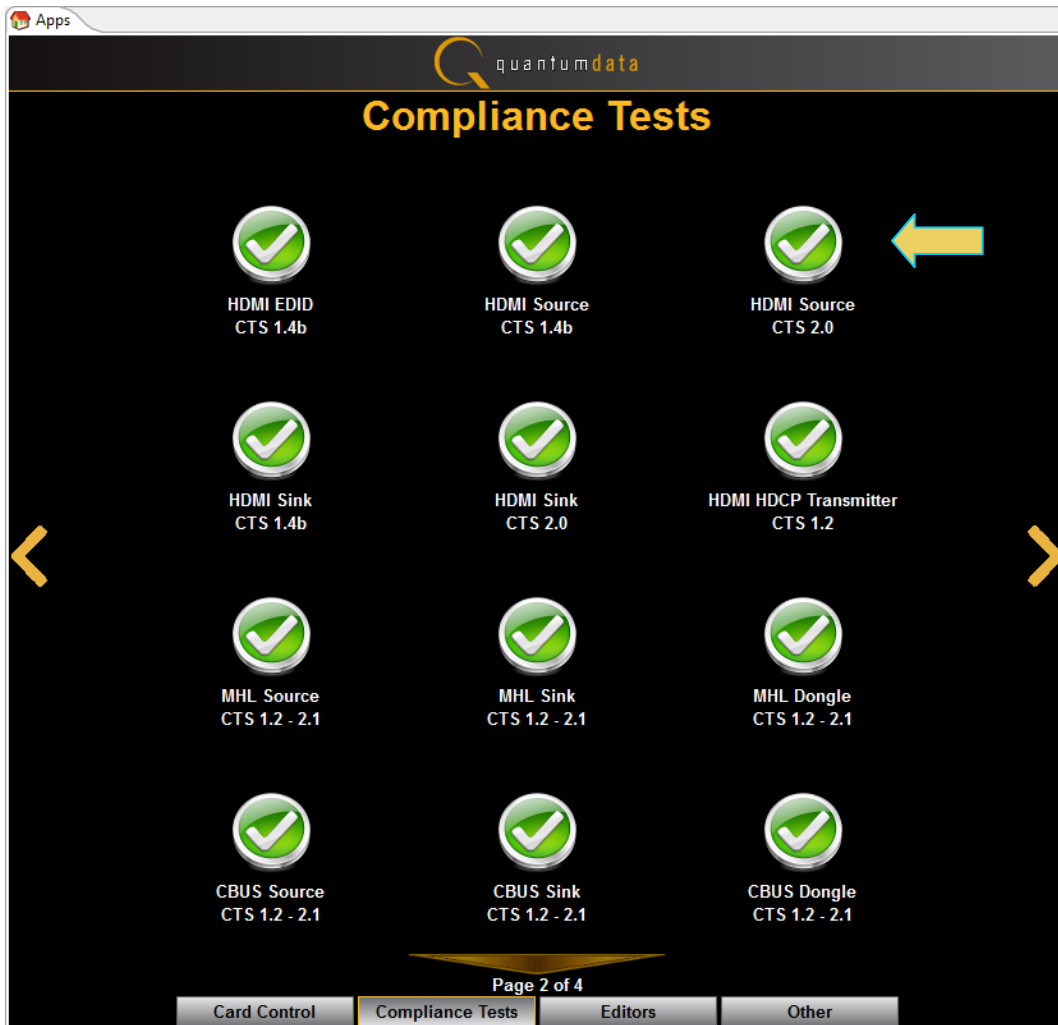 Apps
quantumdata
Compliance Tests
HDMI EDID
CTS 1.4b
HDMI Source
CTS 1.4b
HDMI Source
CTS 2.0
HDMI Sink
CTS 1.4b
HDMI Sink
CTS 2.0
HDMI HDCP Transmitter
CTS 1.2
MHL Source
CTS 1.2 - 2.1
MHL Sink
CTS 1.2 - 2.1
MHL Dongle
CTS 1.2 - 2.1
CBUS Source
CTS 1.2 - 2.1
CBUS Sink
CTS 1.2 - 2.1
CBUS Dongle
CTS 1.2 - 2.1
Page 2 of 4
Card Control
Compliance Tests
Editors
Other